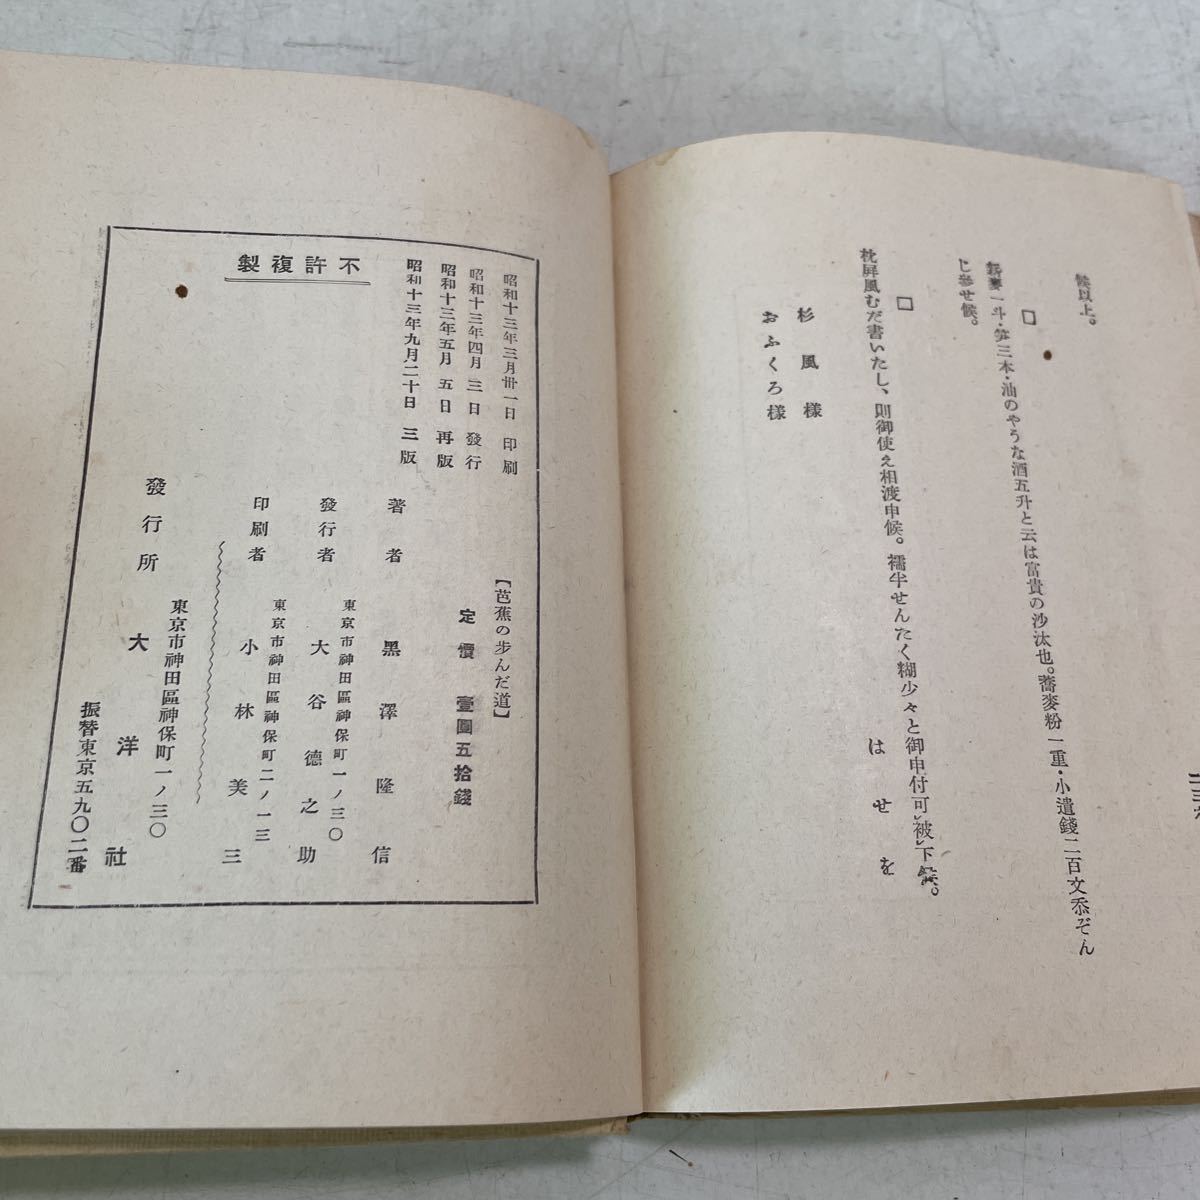 候以上。
□
新麥一斗・笋三本・油のやうな酒五升と云は富貴の沙汰也。蕎麥粉一重・小遣錢二百文忝ぞん
じ參せ候。
□
枕屏風むだ書いたし、則御使え相渡申候。襦半せんたく糊少々と御申付可㆑被㆑下候。
はせを
杉風様
おふくろ様
昭和十三年三月卅一日 印刷
昭和十三年四月三日 發行
昭和十三年五月五日 再版
昭和十三年九月二十日 三版
不許複製
【芭蕉の歩んだ道】
定價 壹圓五拾錢
著者 黑澤隆信
東京市神田區神保町一ノ三〇
發行者 大谷德之助
東京市神田區神保町二ノ一三
印刷者 小林美三
東京市神田區神保町一ノ三〇
發行所 大洋社
振替東京五九〇二番